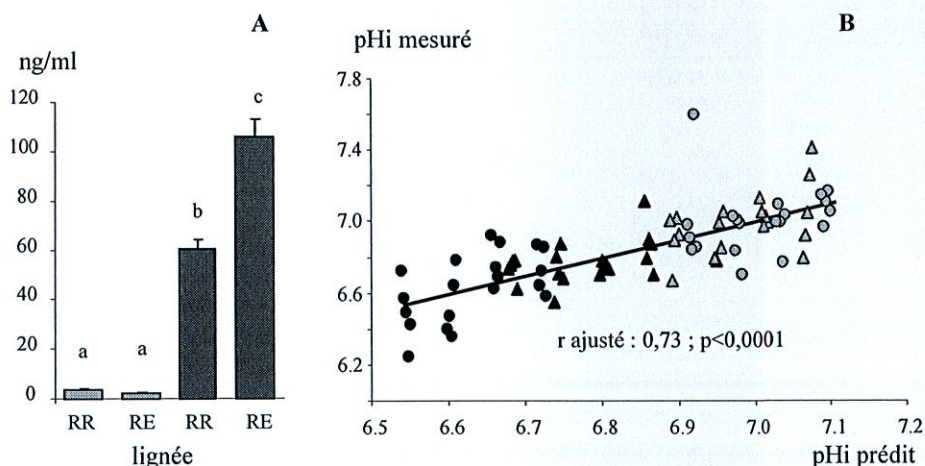 A
ng/ml
120
100
80
60
40
20
0
a
a
b
c
RR RE RR RE
lignée
B
pHi mesuré
7.8
7.4
7.0
6.6
6.2
r ajusté : 0,73 ; p<0,0001
6.5 6.6 6.7 6.8 6.9 7.0 7.1 7.2
pHi prédit